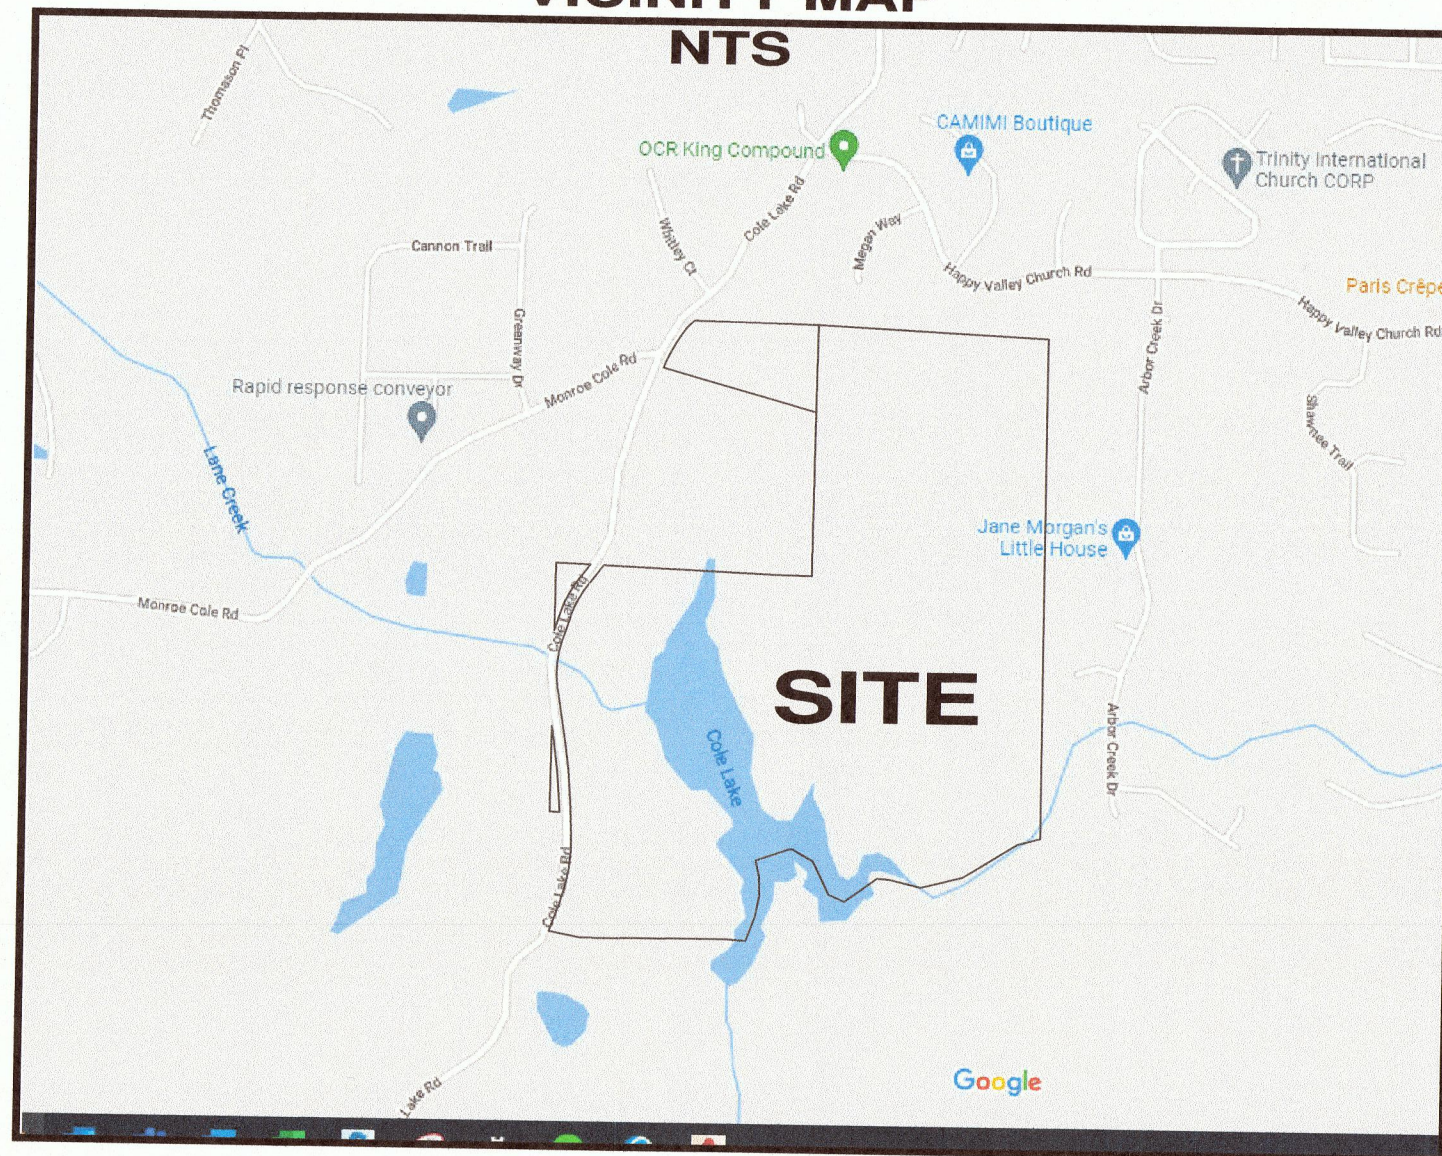 VICINITY MAP
NTS
Thomason Pl
CAMIMI Boutique
OCR King Compound
Trinity International
Church CORP
Cole Lake Rd
Whitley Ct
Megan Way
Cannon Trail
Happy Valley Church Rd
Paris Crêpe
Happy Valley Church Rd
Greenway Dr
Arbor Creek Dr
Monroe Cole Rd
Rapid response conveyor
Shawnee Trail
Lane Creek
Jane Morgan's
Little House
Monroe Cole Rd
Cole Lake Rd
SITE
Cole Lake
Arbor Creek Dr
Cole Lake Rd
Google
Lake Rd